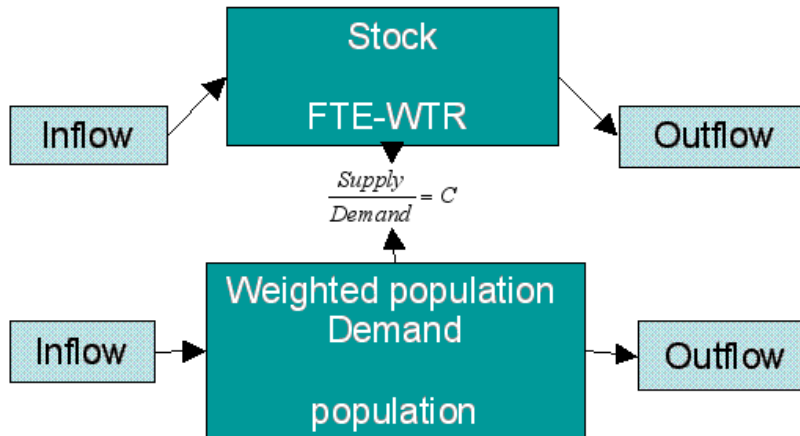 Stock
FTE-WTR
Inflow
Outflow
Supply
Demand
= C
Weighted population
Demand
population
Inflow
Outflow